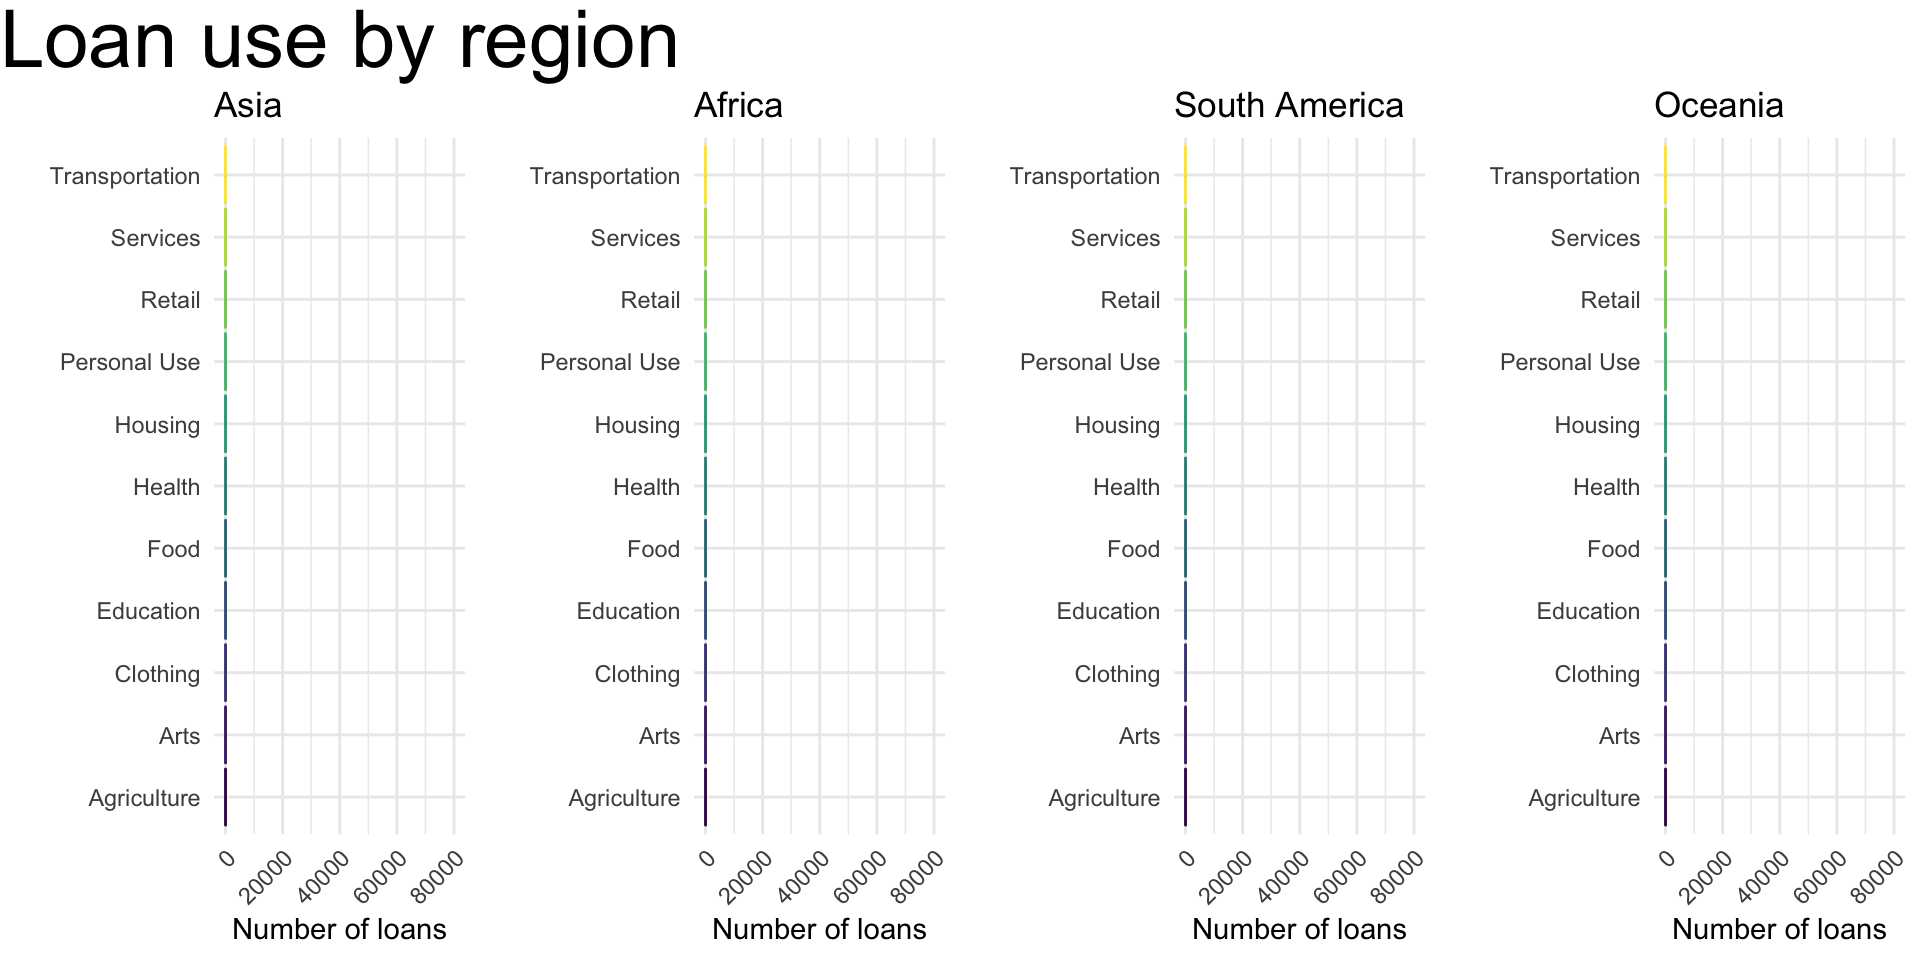 Loan use by region
Asia
Transportation
Services
Retail
Personal Use
Housing
Health
Food
Education
Clothing
Arts
Agriculture
0 20000 40000 60000 80000
Number of loans
Africa
Transportation
Services
Retail
Personal Use
Housing
Health
Food
Education
Clothing
Arts
Agriculture
0 20000 40000 60000 80000
Number of loans
South America
Transportation
Services
Retail
Personal Use
Housing
Health
Food
Education
Clothing
Arts
Agriculture
0 20000 40000 60000 80000
Number of loans
Oceania
Transportation
Services
Retail
Personal Use
Housing
Health
Food
Education
Clothing
Arts
Agriculture
0 20000 40000 60000 80000
Number of loans